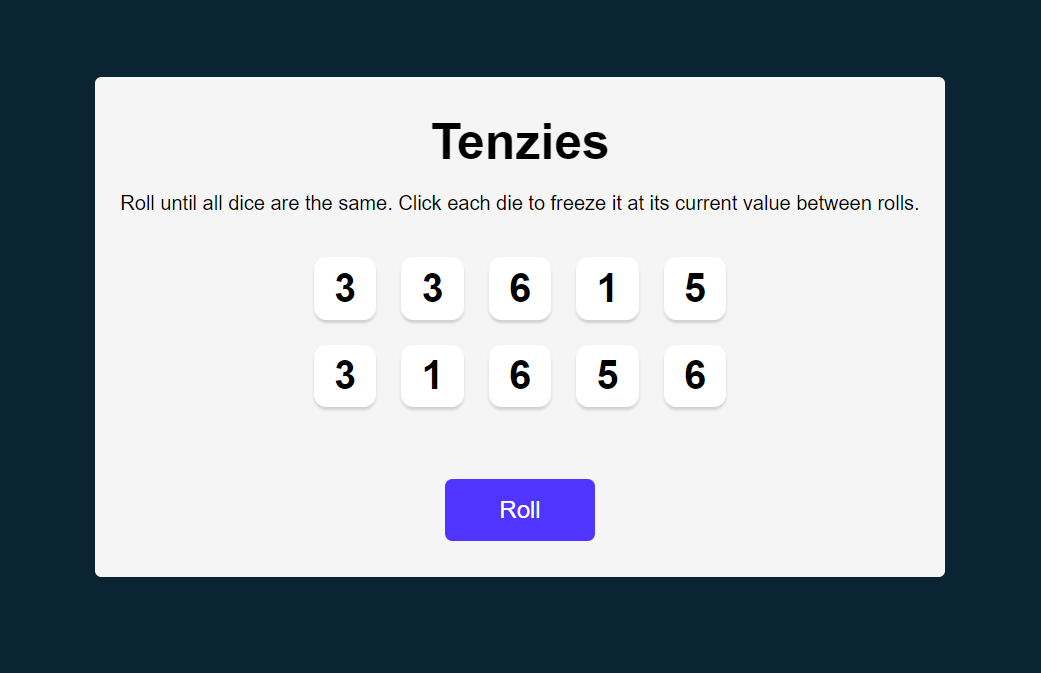 Tenzies
Roll until all dice are the same. Click each die to freeze it at its current value between rolls.
3 3 6 1 5
3 1 6 5 6
Roll